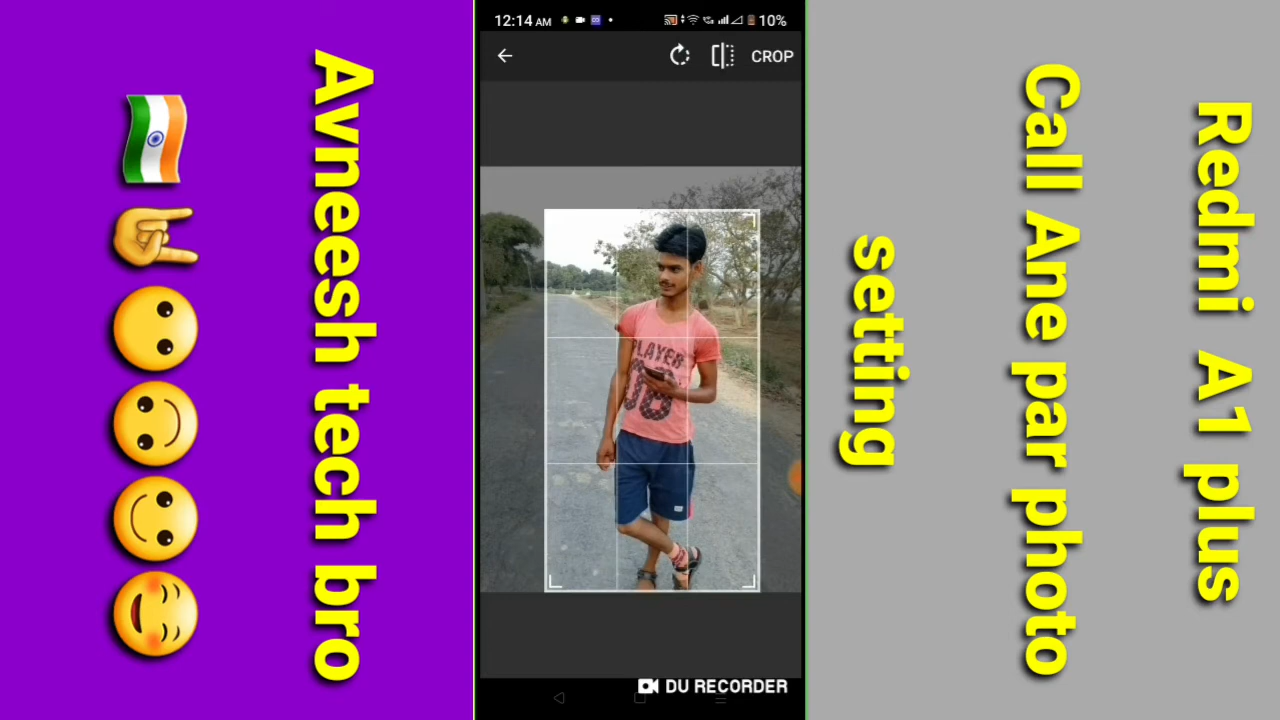 Avneesh tech bro
12:14 AM
10%
CROP
PLAYER
08
DU RECORDER
Redmi A1 plus
Call Ane par photo
setting